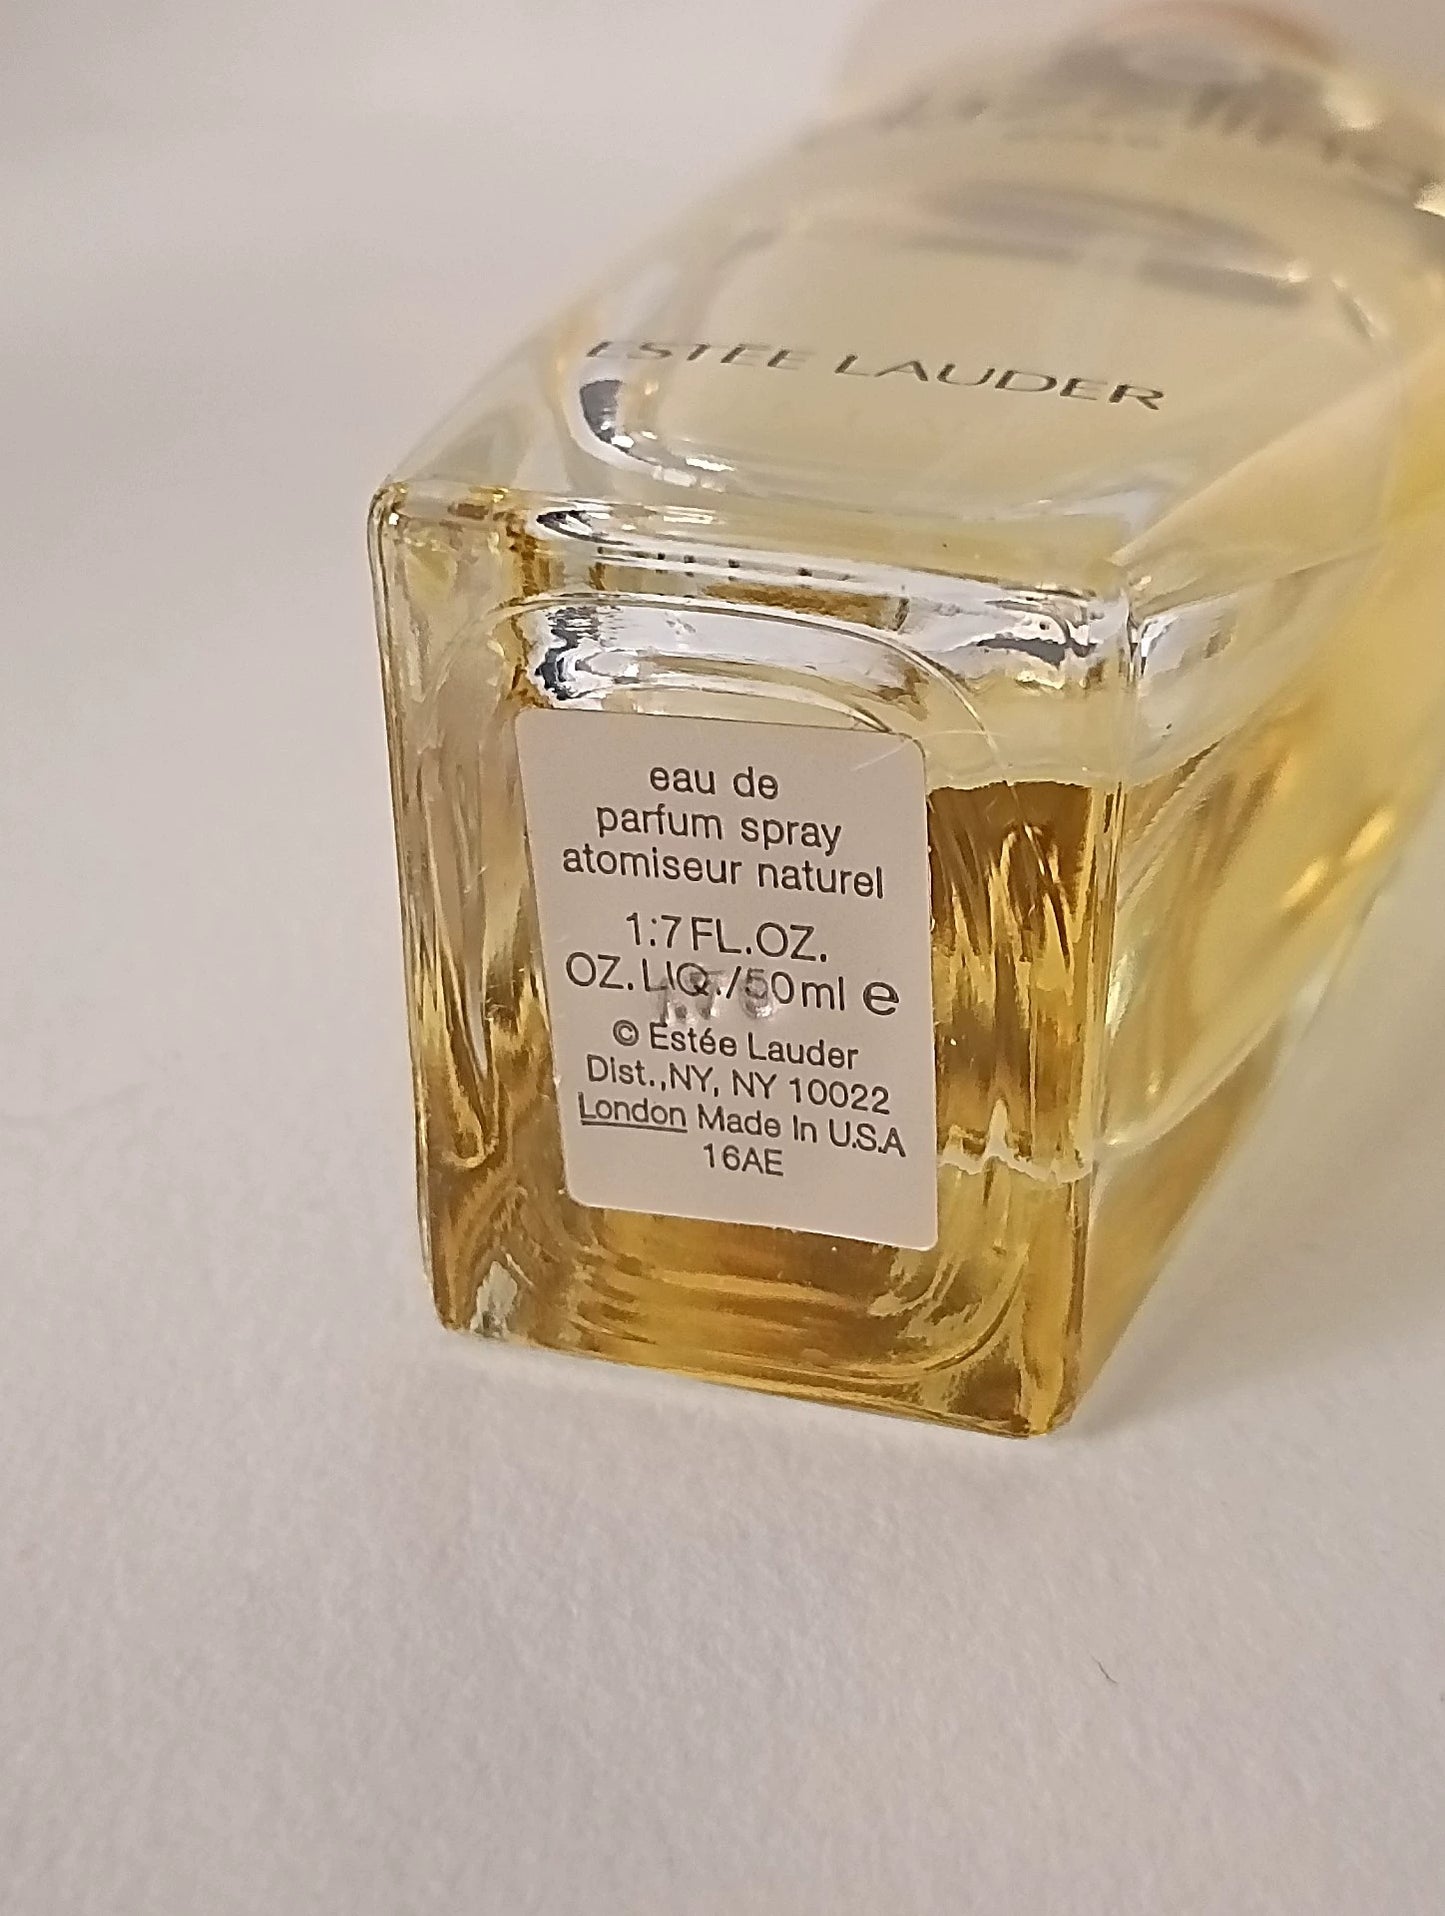 ESTĒE LAUDER
eau de
parfum spray
atomiseur naturel
1:7 FL.OZ.
OZ.LIQ./50ml e
© Estée Lauder
Dist.,NY, NY 10022
London Made In U.S.A
16AE